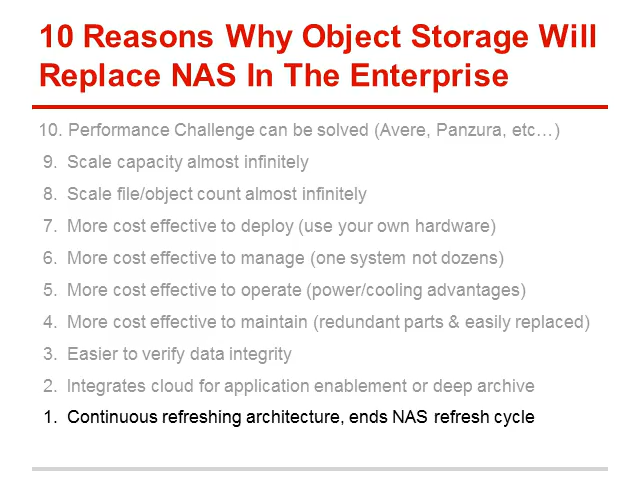 10 Reasons Why Object Storage Will
Replace NAS In The Enterprise
10. Performance Challenge can be solved (Avere, Panzura, etc…)
9. Scale capacity almost infinitely
8. Scale file/object count almost infinitely
7. More cost effective to deploy (use your own hardware)
6. More cost effective to manage (one system not dozens)
5. More cost effective to operate (power/cooling advantages)
4. More cost effective to maintain (redundant parts & easily replaced)
3. Easier to verify data integrity
2. Integrates cloud for application enablement or deep archive
1. Continuous refreshing architecture, ends NAS refresh cycle